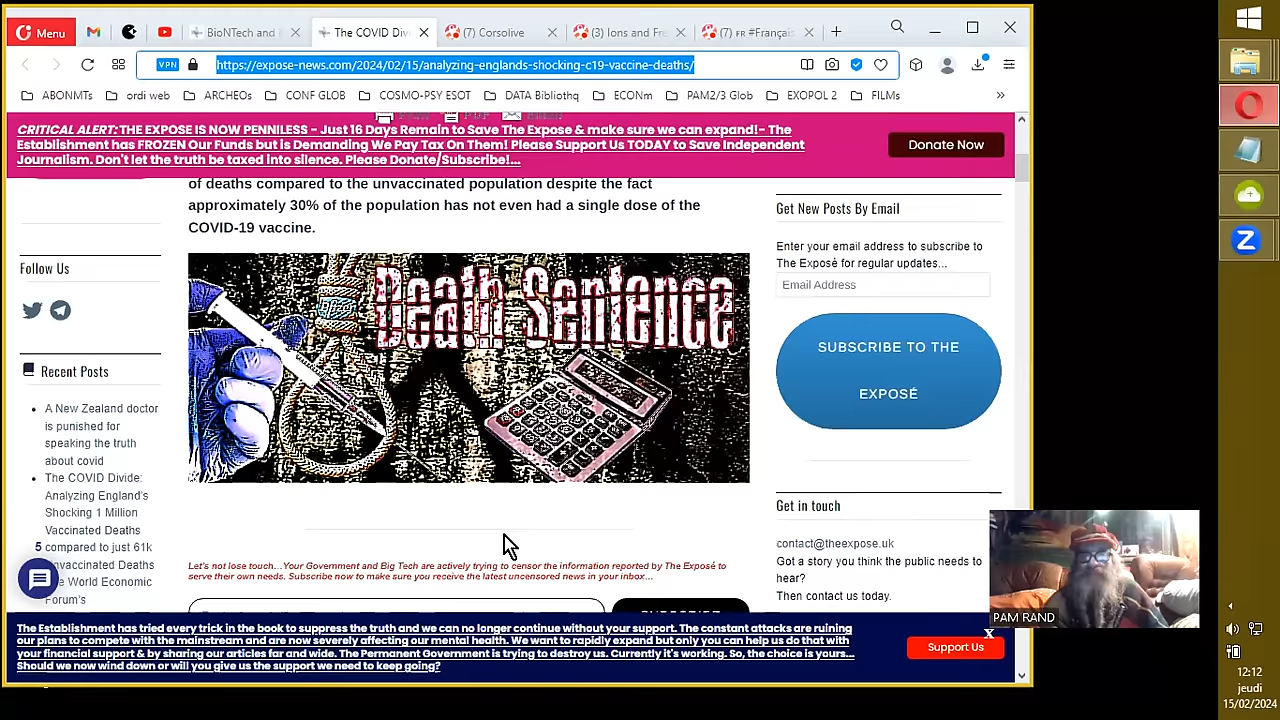 Menu
BioNTech and
The COVID Div
(7) Corsolive
(3) Ions and Fre
(7) FR #Français
VPN
https://expose-news.com/2024/02/15/analyzing-englands-shocking-c19-vaccine-deaths/
ABONMTs
ordi web
ARCHEOs
CONF GLOB
COSMO-PSY ESOT
DATA Bibliothq
ECONm
PAM2/3 Glob
EXOPOL 2
FILMs
CRITICAL ALERT: THE EXPOSE IS NOW PENNILESS - Just 16 Days Remain to Save The Expose & make sure we can expand!- The
Establishment has FROZEN Our Funds but is Demanding We Pay Tax On Them! Please Support Us TODAY to Save Independent
Journalism. Don't let the truth be taxed into silence. Please Donate/Subscribe!...
Donate Now
of deaths compared to the unvaccinated population despite the fact
approximately 30% of the population has not even had a single dose of the
COVID-19 vaccine.
Death Sentence
Follow Us
Recent Posts
A New Zealand doctor
is punished for
speaking the truth
about covid
The COVID Divide:
Analyzing England's
Shocking 1 Million
Vaccinated Deaths
compared to just 61k
Unvaccinated Deaths
World Economic
Forum's
5
Get New Posts By Email
Enter your email address to subscribe to
The Exposé for regular updates...
Email Address
SUBSCRIBE TO THE
EXPOSÉ
Get in touch
contact@theexpose.uk
Got a story you think the public needs to
hear?
Then contact us today.
Let's not lose touch...Your Government and Big Tech are actively trying to censor the information reported by The Exposé to
serve their own needs. Subscribe now to make sure you receive the latest uncensored news in your inbox...
The Establishment has tried every trick in the book to suppress the truth and we can no longer continue without your support. The constant attacks are ruining
our plans to compete with the mainstream and are now severely affecting our mental health. We want to rapidly expand but only you can help us do that with
your financial support & by sharing our articles far and wide. The Permanent Government is trying to destroy us. Currently it's working. So, the choice is yours...
Should we now wind down or will you give us the support we need to keep going?
x
Support Us
PAM RAND
Z
12:12
jeudi
15/02/2024